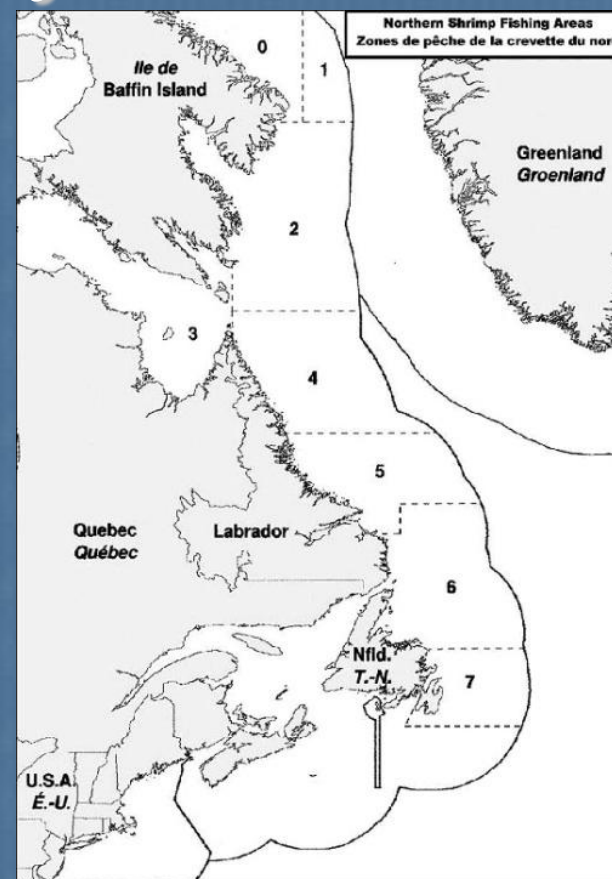 Northern Shrimp Fishing Areas
Zones de pêche de la crevette du nor
0
1
Ile de
Baffin Island
Greenland
Groenland
2
3
4
5
Quebec
Québec
Labrador
6
Nfld.
T.-N.
7
U.S.A.
É.-U.